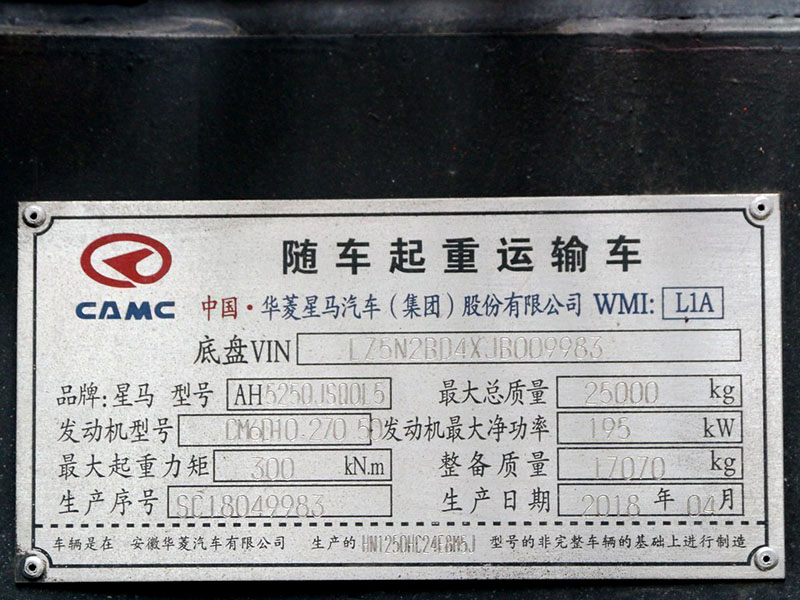 CAMC
随车起重运输车
中国·华菱星马汽车(集团)股份有限公司 WMI: L1A
底盘VIN LZ5N2BD4XJB009983
品牌:星马 型号 AH5250JSQ0L5 最大总质量 25000 kg
发动机型号 CM6D10.270 50 发动机最大净功率 195 kW
最大起重力矩 300 kN.m 整备质量 17070 kg
生产序号 SC18049983 生产日期 2018 年 04 月
车辆是在 安徽华菱汽车有限公司 生产的 HN1250HC24E8M5J 型号的非完整车辆的基础上进行制造